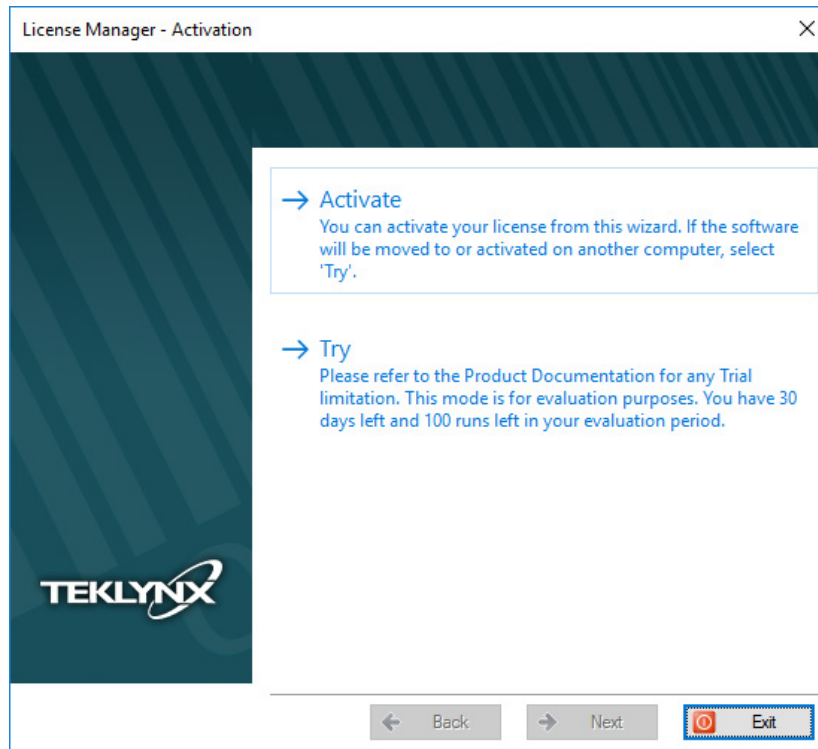 License Manager - Activation
Activate
You can activate your license from this wizard. If the software
will be moved to or activated on another computer, select
'Try'.
Try
Please refer to the Product Documentation for any Trial
limitation. This mode is for evaluation purposes. You have 30
days left and 100 runs left in your evaluation period.
TEKLYNX
Back Next Exit